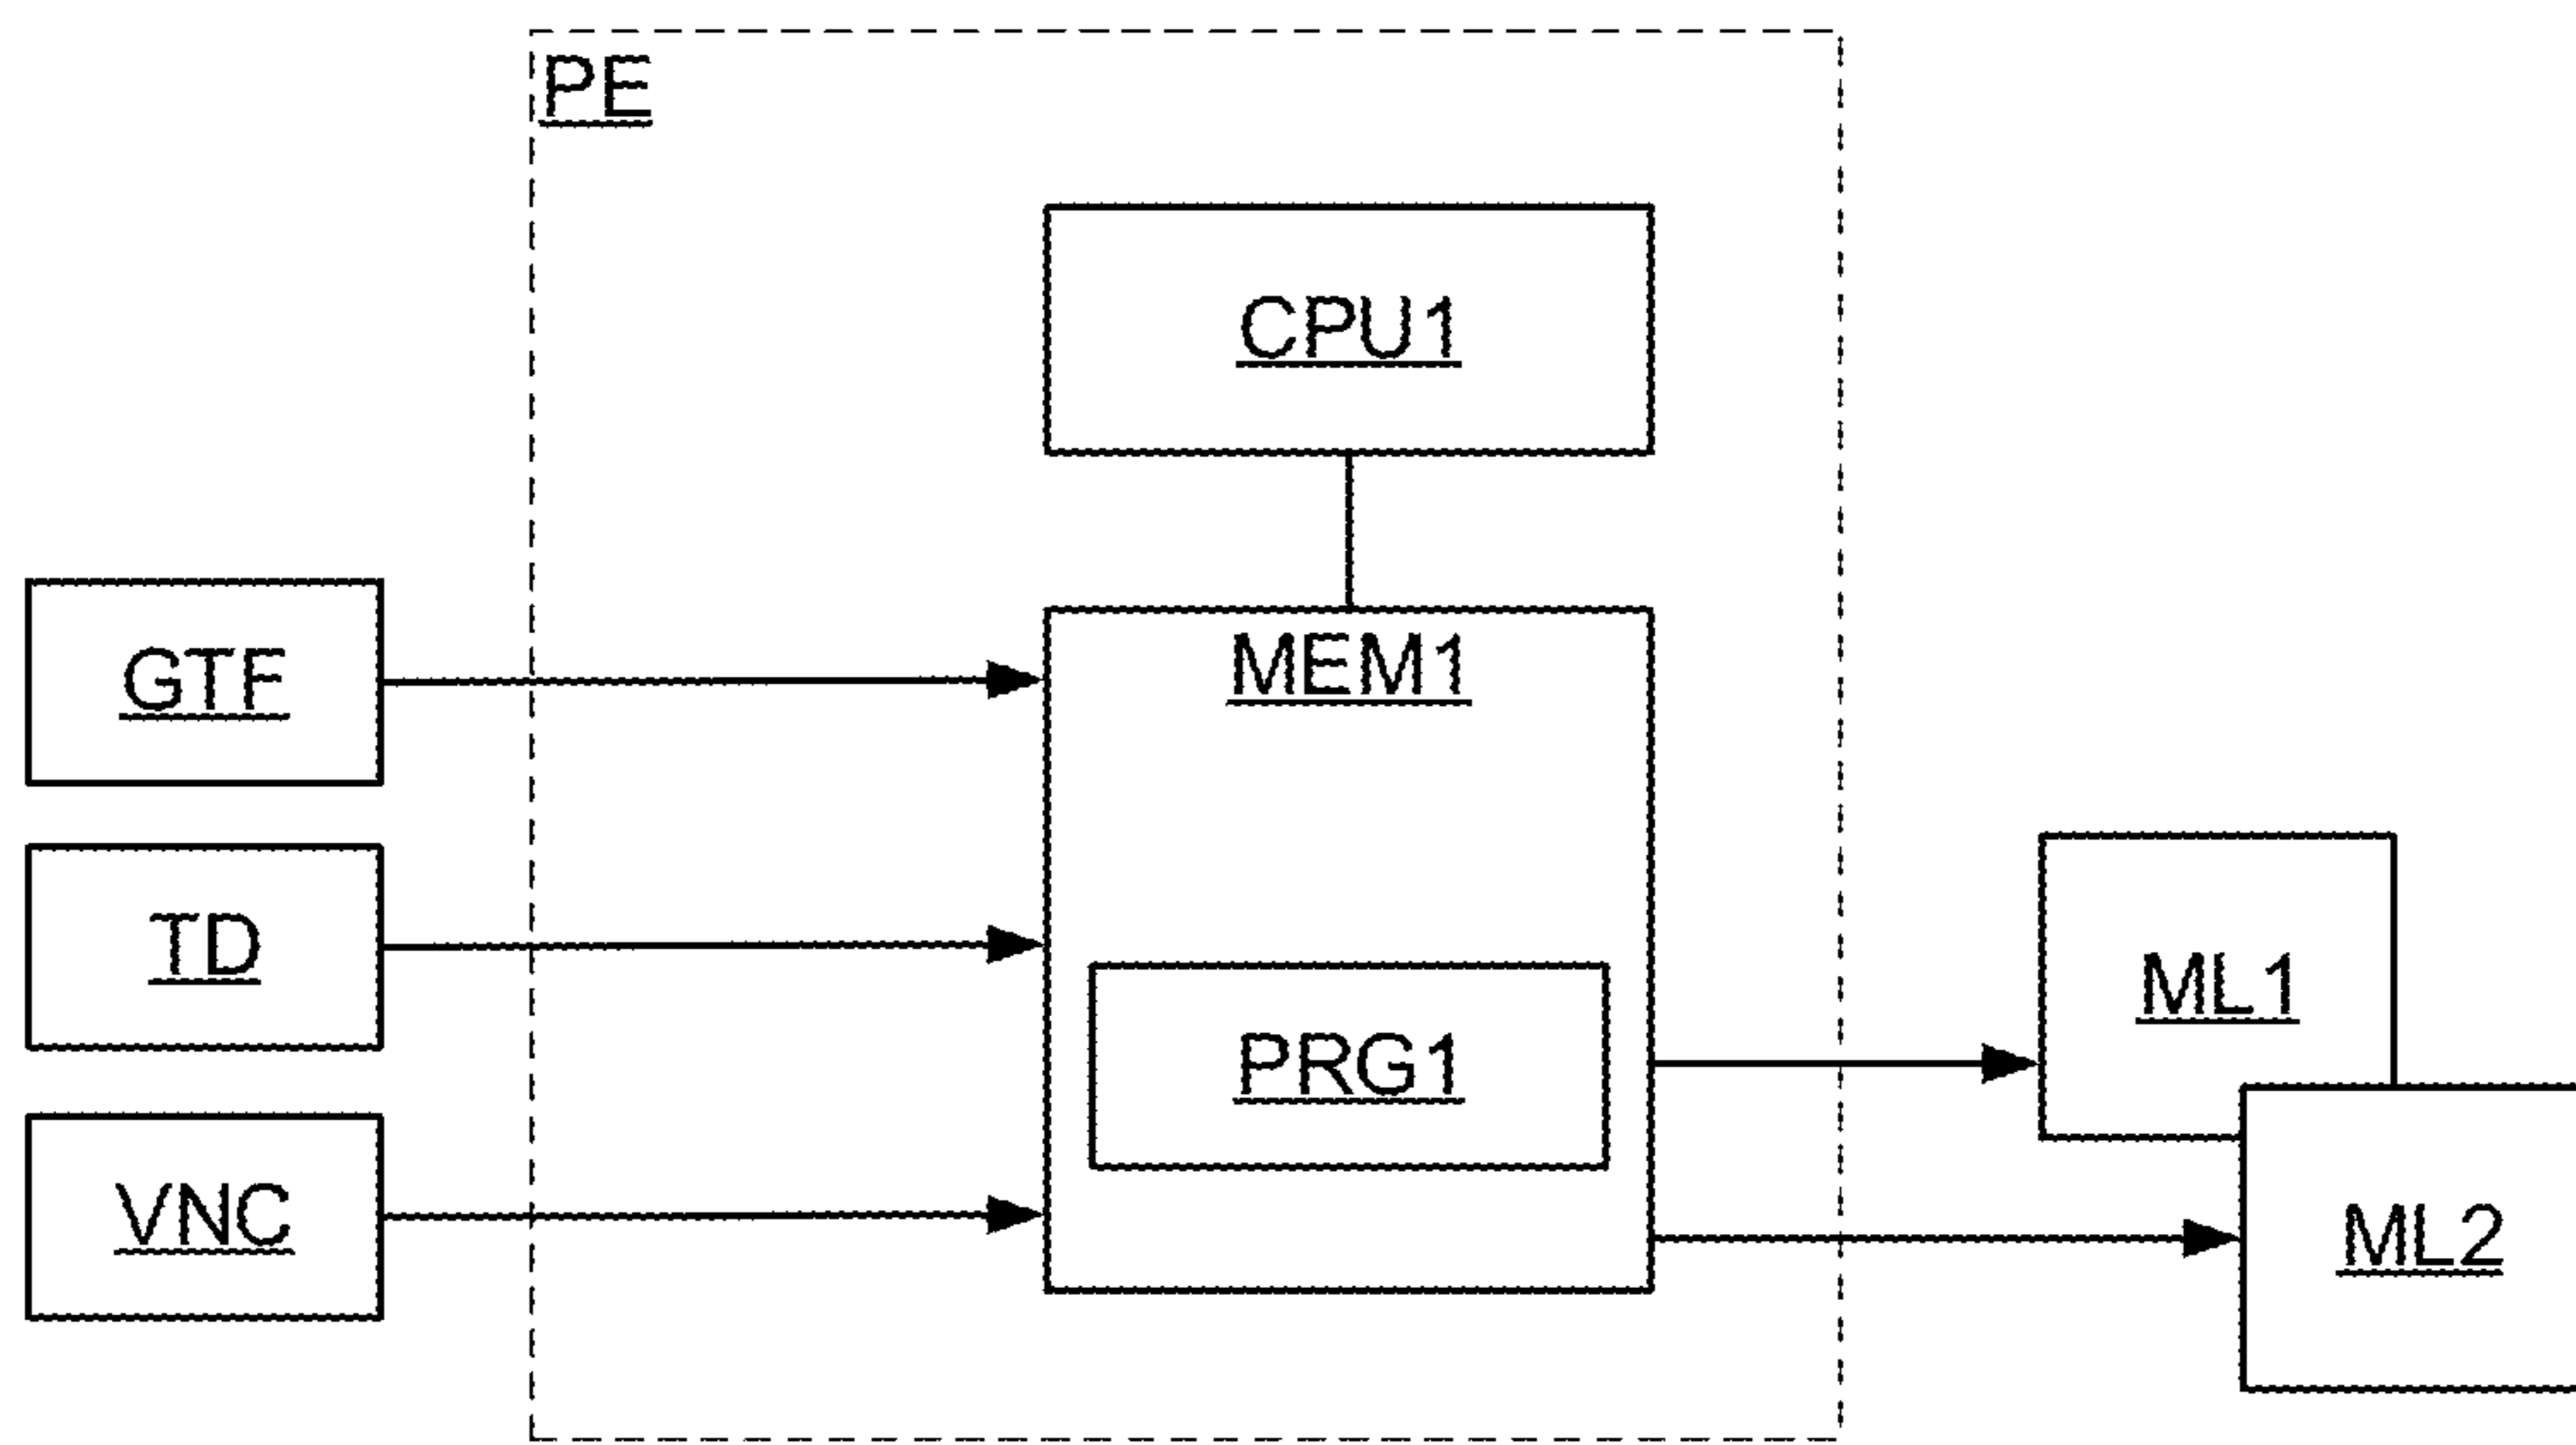 PE
CPU1
GTF
MEM1
TD
ML1
PRG1
VNC
ML2